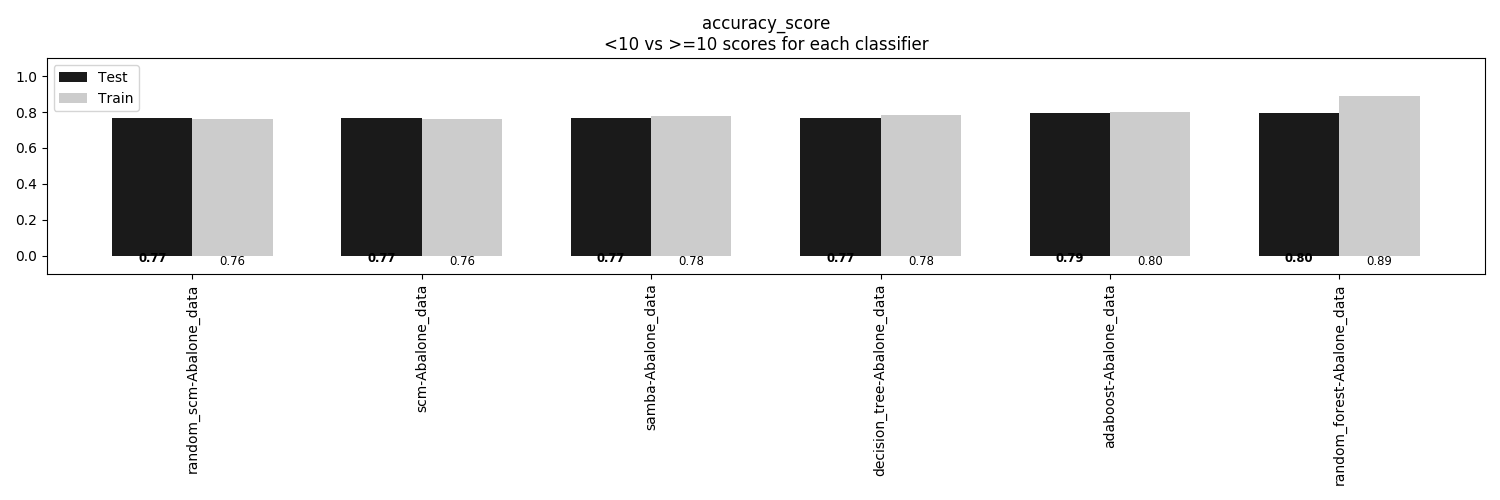 accuracy_score
<10 vs >=10 scores for each classifier
Test
Train
1.0
0.8
0.6
0.4
0.2
0.0
0.77 0.76 0.77 0.76 0.77 0.78 0.77 0.78 0.79 0.80 0.80 0.89
random_scm-Abalone_data
scm-Abalone_data
samba-Abalone_data
decision_tree-Abalone_data
adaboost-Abalone_data
random_forest-Abalone_data